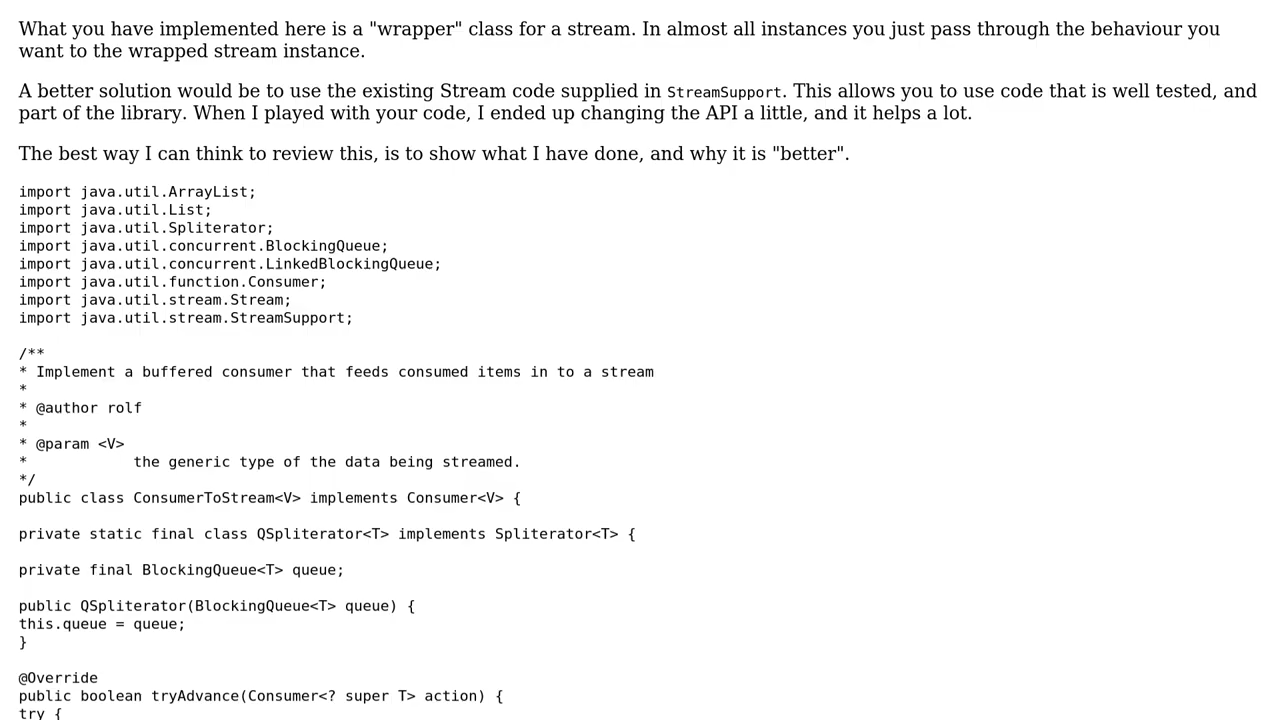 What you have implemented here is a "wrapper" class for a stream. In almost all instances you just pass through the behaviour you
want to the wrapped stream instance.
A better solution would be to use the existing Stream code supplied in StreamSupport. This allows you to use code that is well tested, and
part of the library. When I played with your code, I ended up changing the API a little, and it helps a lot.
The best way I can think to review this, is to show what I have done, and why it is "better".
import java.util.ArrayList;
import java.util.List;
import java.util.Spliterator;
import java.util.concurrent.BlockingQueue;
import java.util.concurrent.LinkedBlockingQueue;
import java.util.function.Consumer;
import java.util.stream.Stream;
import java.util.stream.StreamSupport;
/**
* Implement a buffered consumer that feeds consumed items in to a stream
*
* @author rolf
*
* @param <V>
*            the generic type of the data being streamed.
*/
public class ConsumerToStream<V> implements Consumer<V> {
private static final class QSpliterator<T> implements Spliterator<T> {
private final BlockingQueue<T> queue;
public QSpliterator(BlockingQueue<T> queue) {
this.queue = queue;
}
@Override
public boolean tryAdvance(Consumer<? super T> action) {
try {